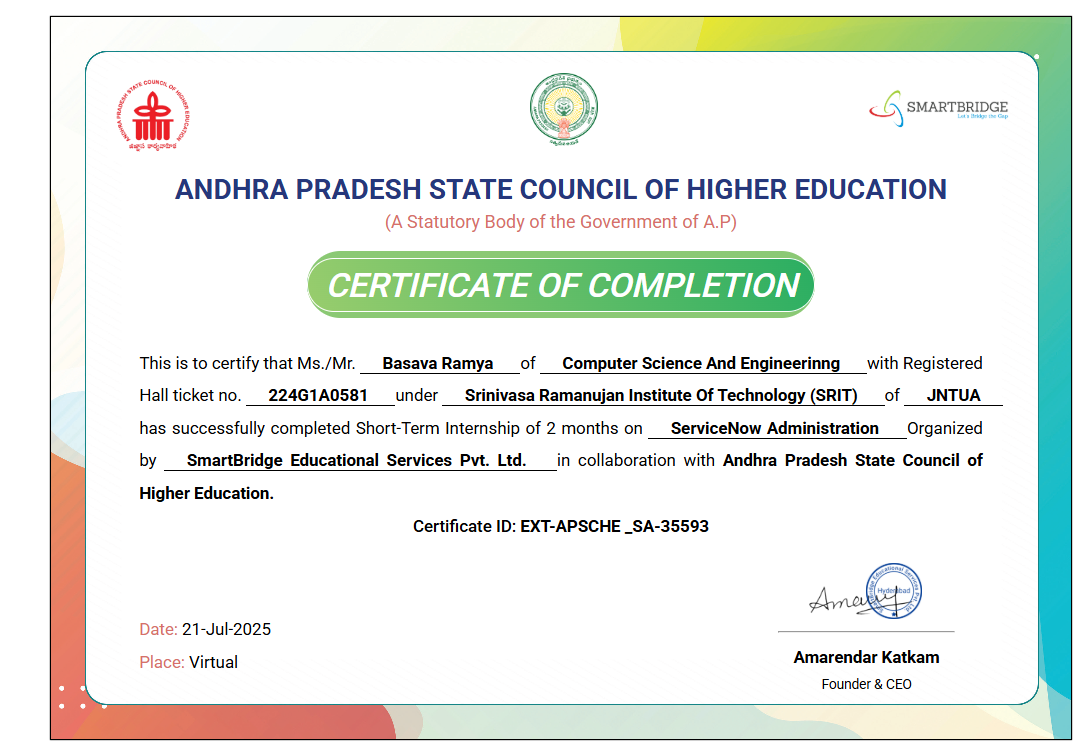 ANDHRA PRADESH STATE COUNCIL OF HIGHER EDUCATION
SMARTBRIDGE
Let's Bridge the Gap
ANDHRA PRADESH STATE COUNCIL OF HIGHER EDUCATION
(A Statutory Body of the Government of A.P)
CERTIFICATE OF COMPLETION
This is to certify that Ms./Mr. Basava Ramya of Computer Science And Engineerinng with Registered
Hall ticket no. 224G1A0581 under Srinivasa Ramanujan Institute Of Technology (SRIT) of JNTUA
has successfully completed Short-Term Internship of 2 months on ServiceNow Administration Organized
by SmartBridge Educational Services Pvt. Ltd. in collaboration with Andhra Pradesh State Council of
Higher Education.
Certificate ID: EXT-APSCHE _SA-35593
SmartBridge Educational Services Pvt. Ltd.
Hyderabad
Date: 21-Jul-2025
Place: Virtual
Amarendar Katkam
Founder & CEO